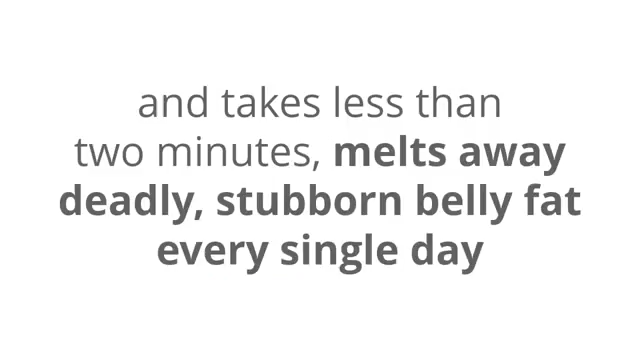 and takes less than
two minutes, melts away
deadly, stubborn belly fat
every single day